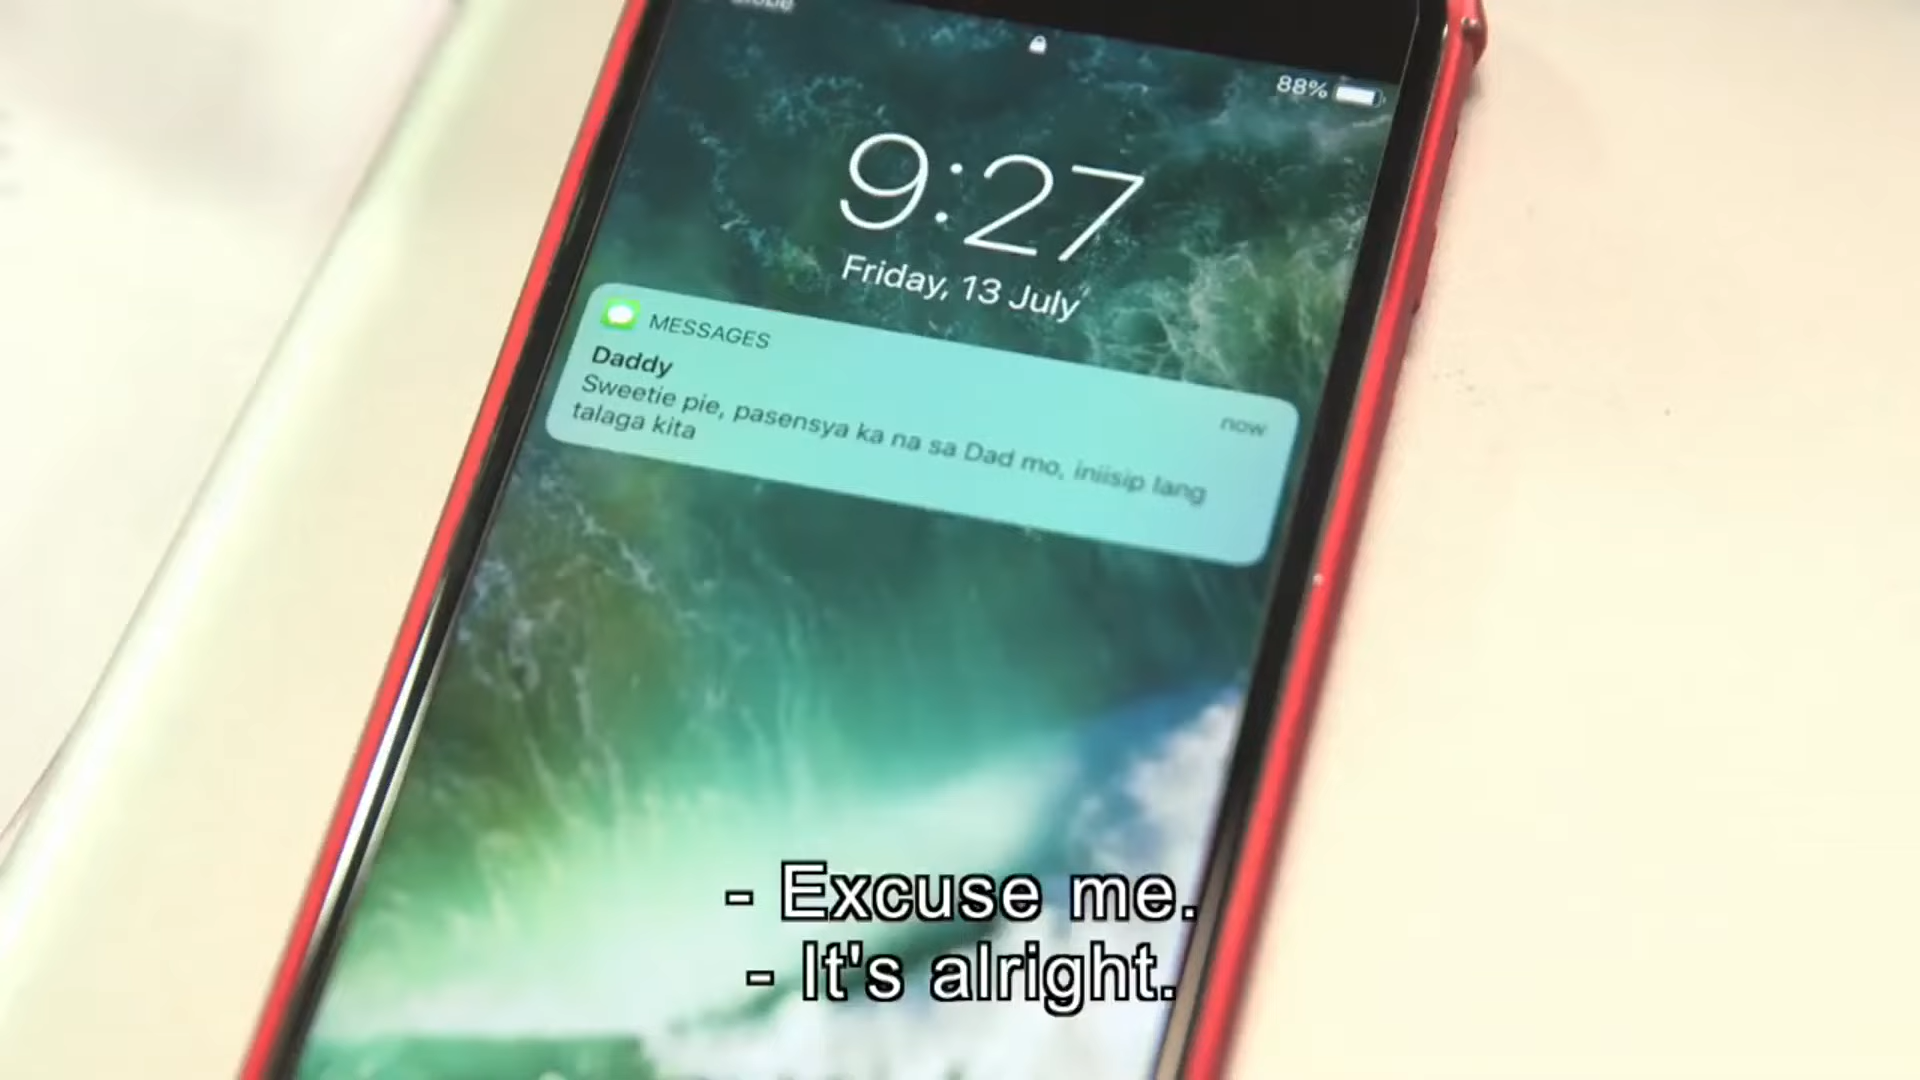 Globe
88%
9:27
Friday, 13 July
MESSAGES
now
Daddy
Sweetie pie, pasensya ka na sa Dad mo, iniisip lang
talaga kita
- Excuse me.
- It's alright.